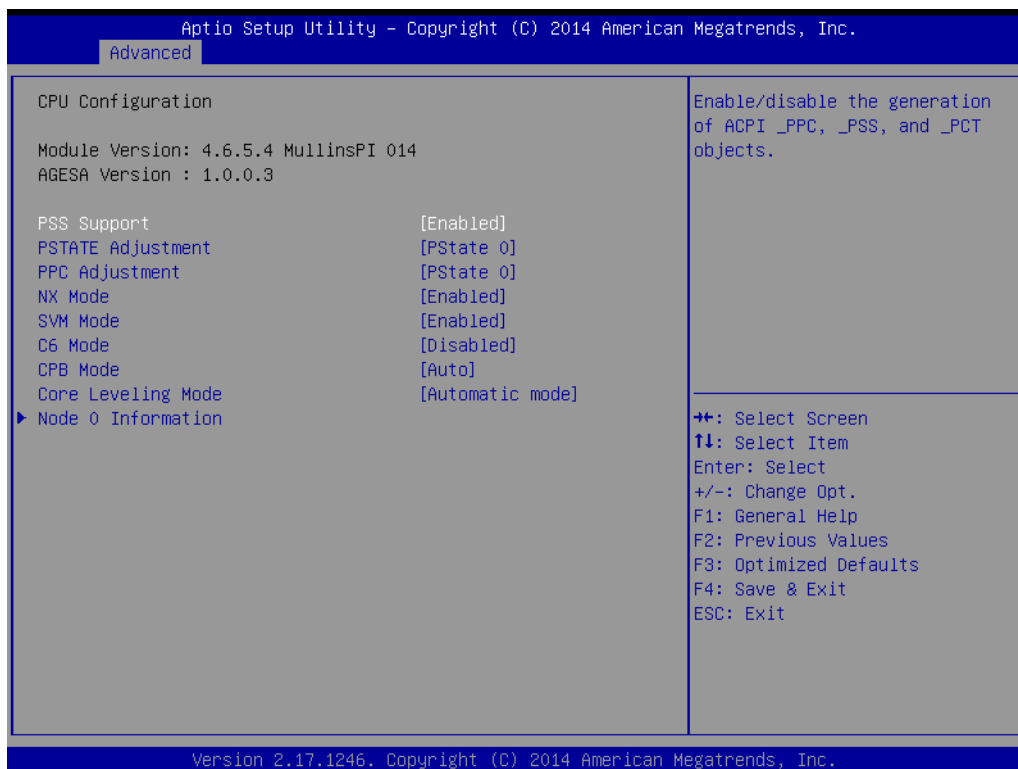 Aptio Setup Utility – Copyright (C) 2014 American Megatrends, Inc.
Advanced
CPU Configuration
Module Version: 4.6.5.4 MullinsPI 014
AGESA Version : 1.0.0.3
PSS Support [Enabled]
PSTATE Adjustment [PState 0]
PPC Adjustment [PState 0]
NX Mode [Enabled]
SVM Mode [Enabled]
C6 Mode [Disabled]
CPB Mode [Auto]
Core Leveling Mode [Automatic mode]
Node 0 Information
Enable/disable the generation
of ACPI _PPC, _PSS, and _PCT
objects.
→←: Select Screen
↑↓: Select Item
Enter: Select
+/-: Change Opt.
F1: General Help
F2: Previous Values
F3: Optimized Defaults
F4: Save & Exit
ESC: Exit
Version 2.17.1246. Copyright (C) 2014 American Megatrends, Inc.